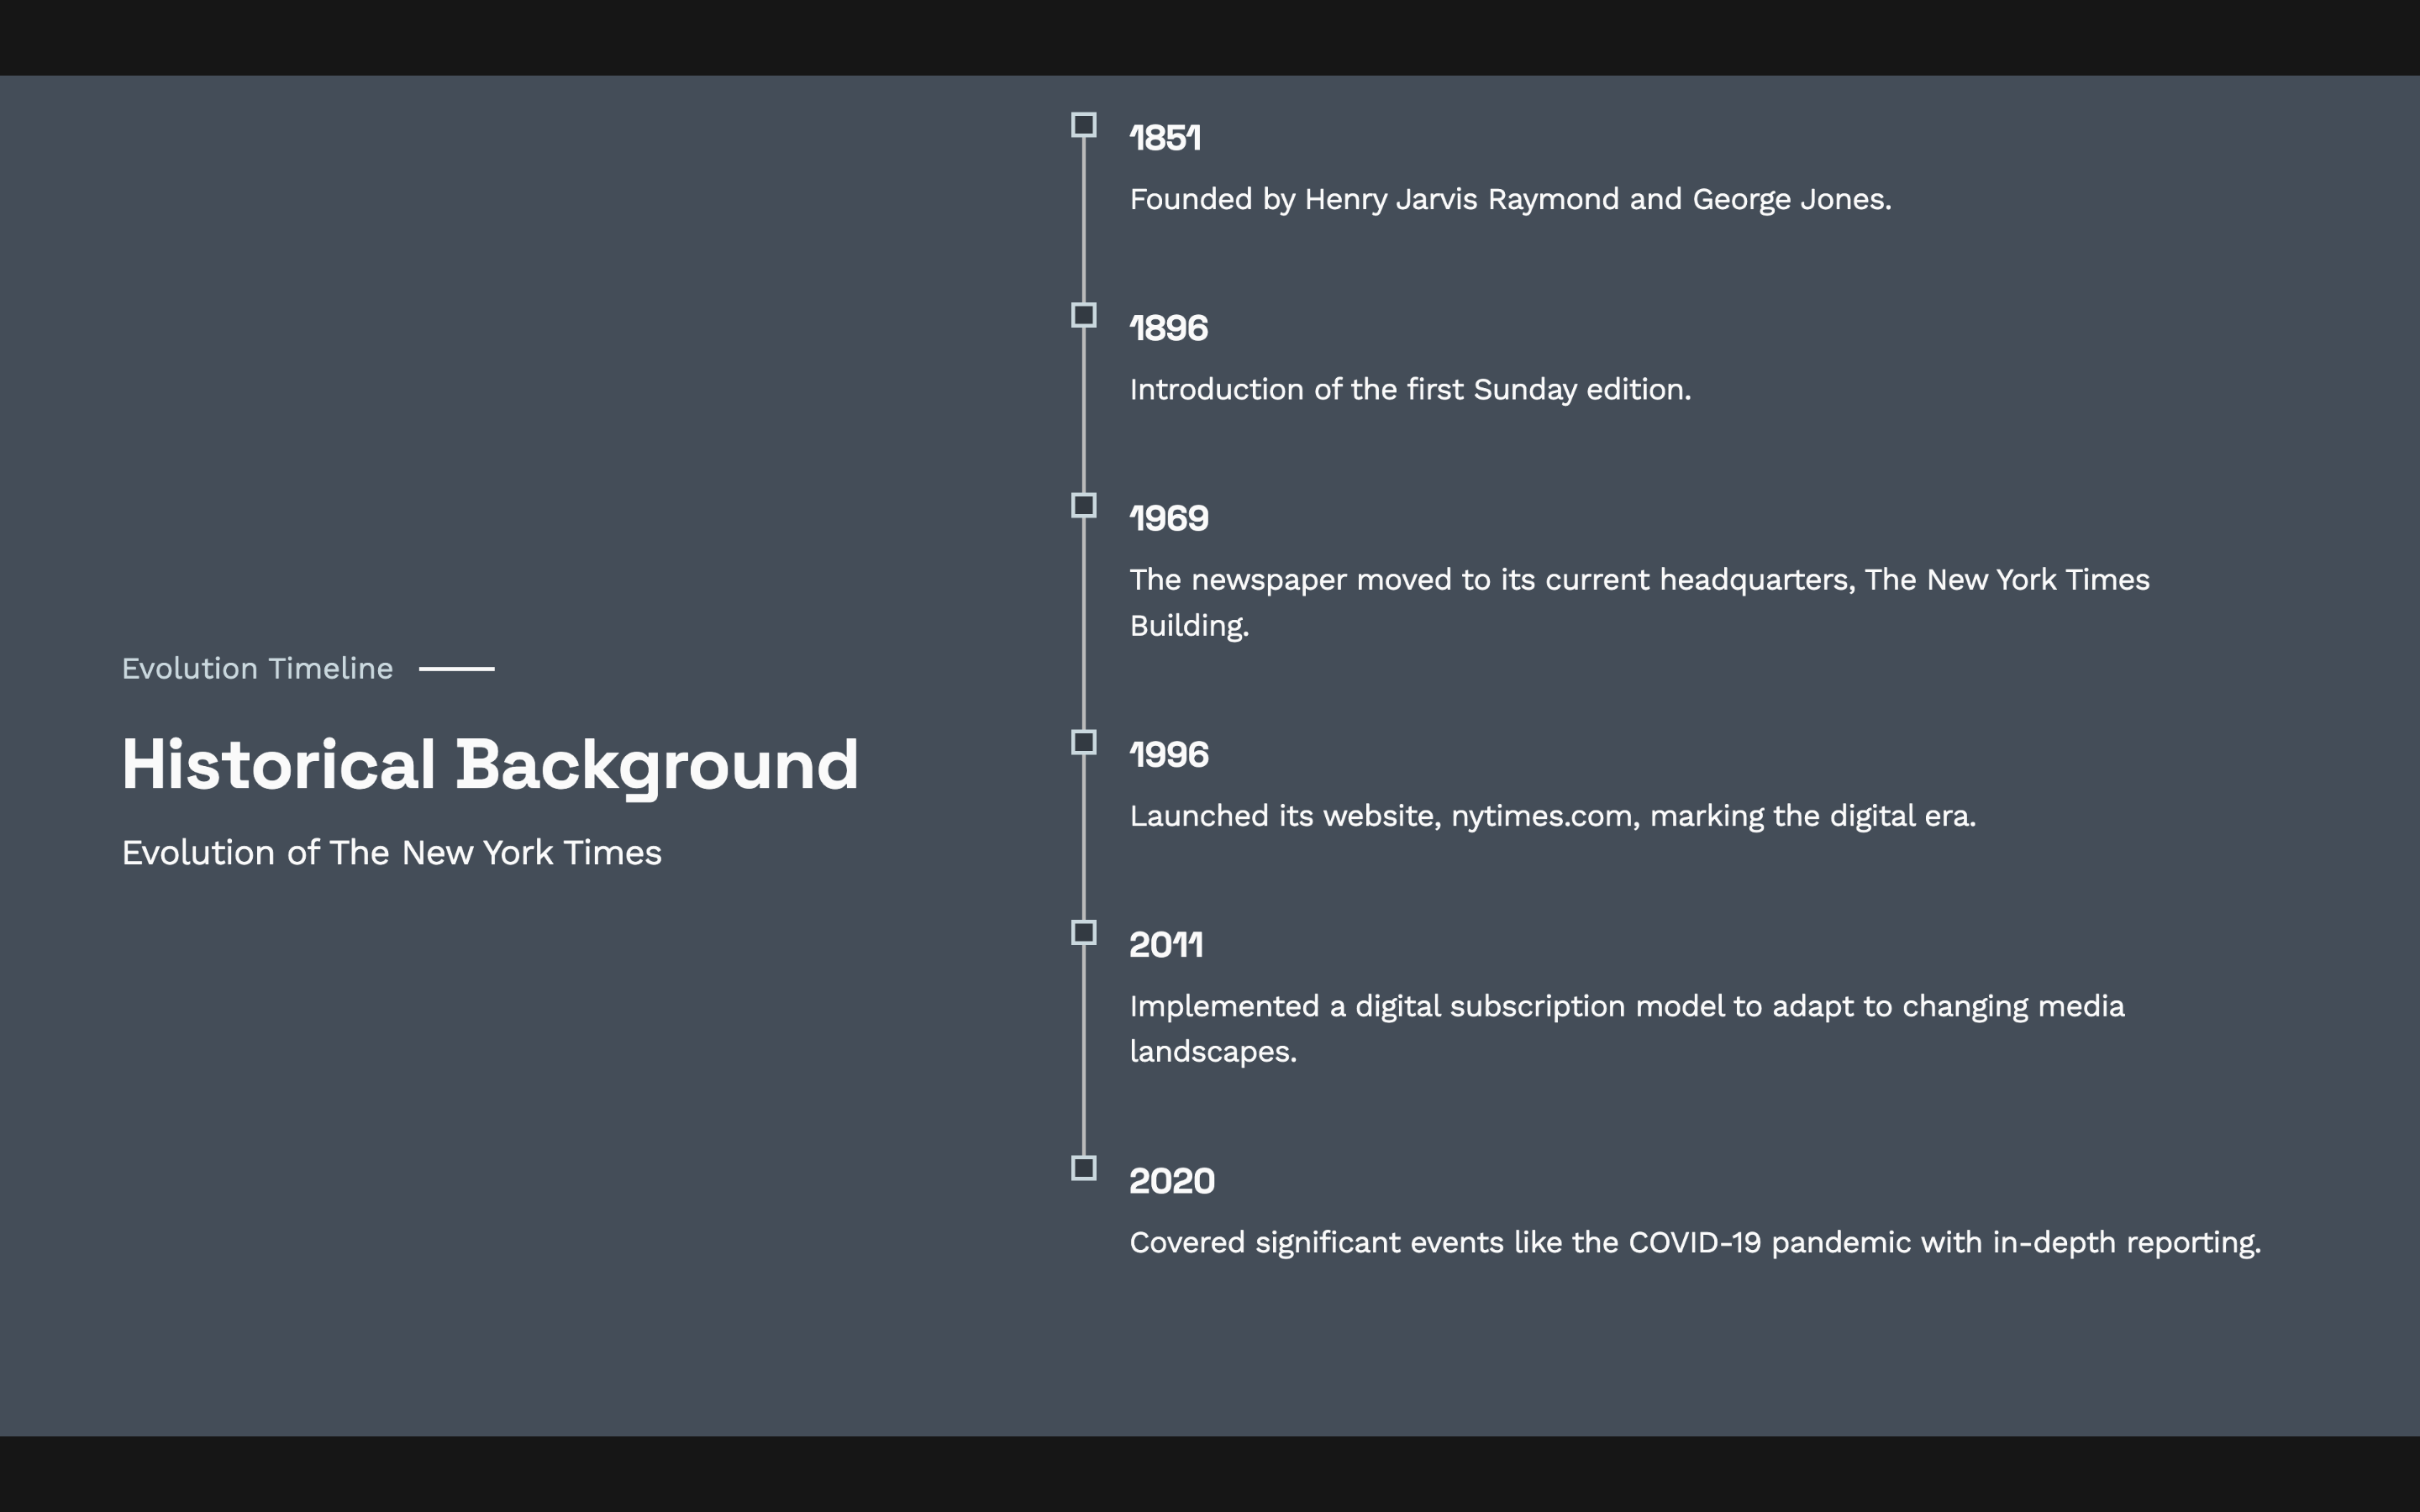 Evolution Timeline
Historical Background
Evolution of The New York Times
1851
Founded by Henry Jarvis Raymond and George Jones.
1896
Introduction of the first Sunday edition.
1969
The newspaper moved to its current headquarters, The New York Times
Building.
1996
Launched its website, nytimes.com, marking the digital era.
2011
Implemented a digital subscription model to adapt to changing media
landscapes.
2020
Covered significant events like the COVID-19 pandemic with in-depth reporting.